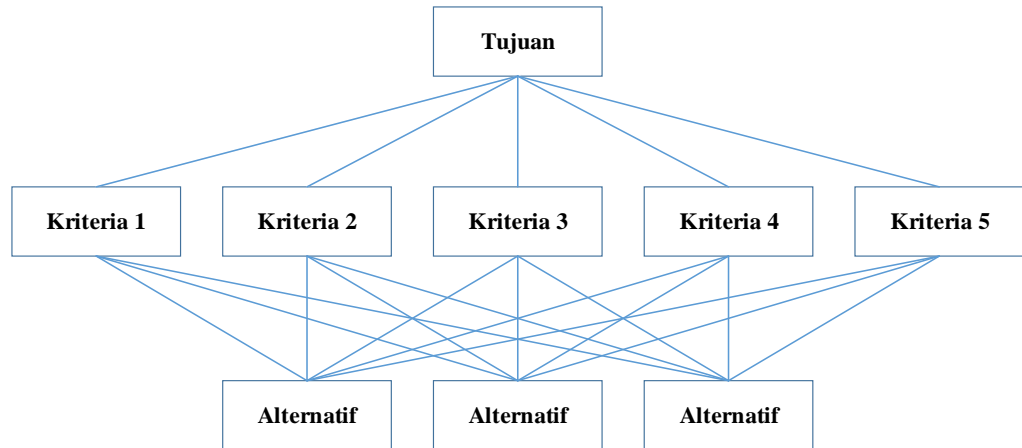 Tujuan
Kriteria 1
Kriteria 2
Kriteria 3
Kriteria 4
Kriteria 5
Alternatif
Alternatif
Alternatif